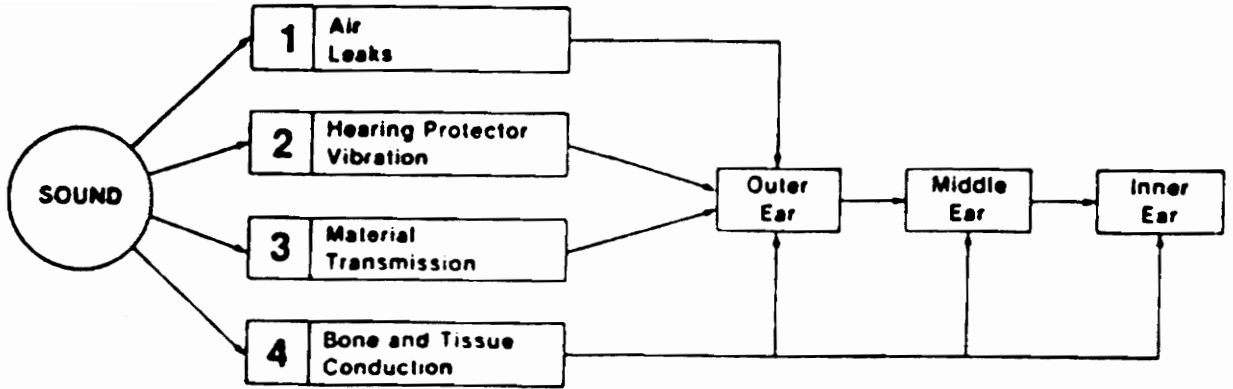 SOUND
1
Air
Leaks
2
Hearing Protector
Vibration
3
Material
Transmission
4
Bone and Tissue
Conduction
Outer
Ear
Middle
Ear
Inner
Ear